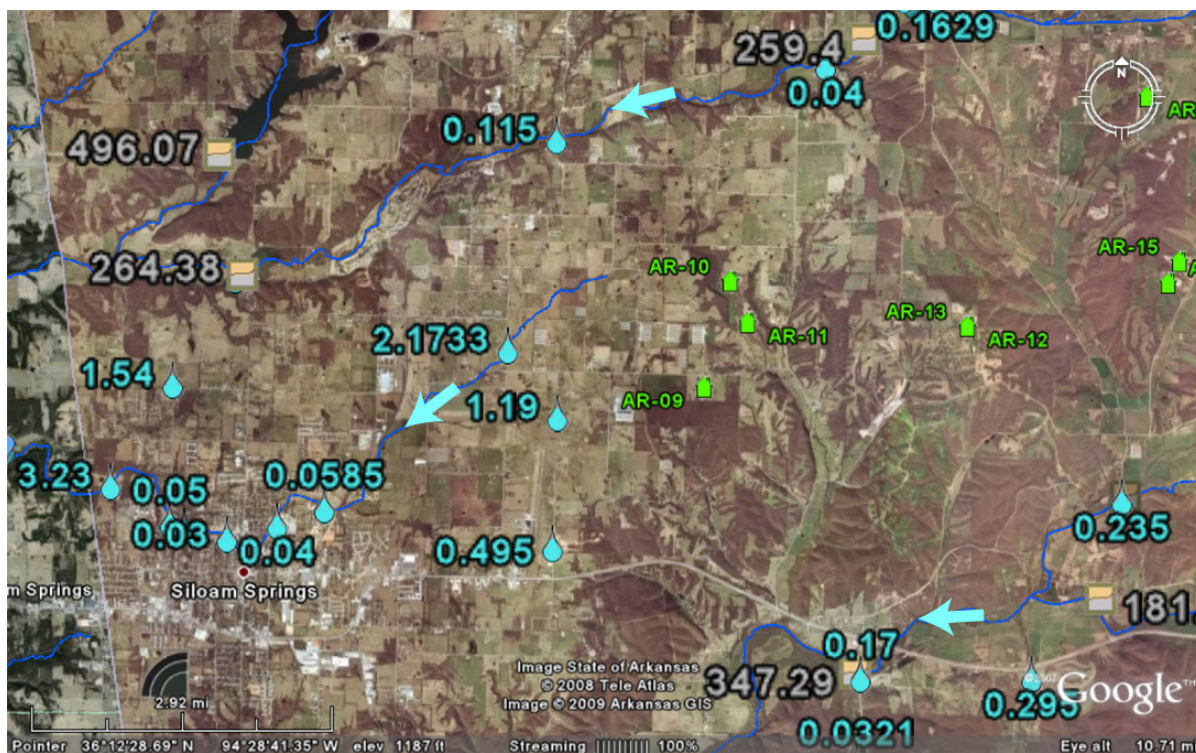 0.1629
259.4
0.04
N
AR
0.115
496.07
AR-15
A
AR-10
264.38
AR-13
AR-11
AR-12
2.1733
1.54
1.19
AR-09
3.23
0.05
0.0585
0.03
0.04
0.495
0.235
m Springs
Siloam Springs
181.
0.17
Image State of Arkansas
© 2008 Tele Atlas
Image © 2009 Arkansas GIS
347.29
Google™
0.295
2.92 mi
0.0321
Pointer 36°12'28.69" N 94°28'41.35" W elev 1187 ft Streaming 100% Eye alt 10.71 mi